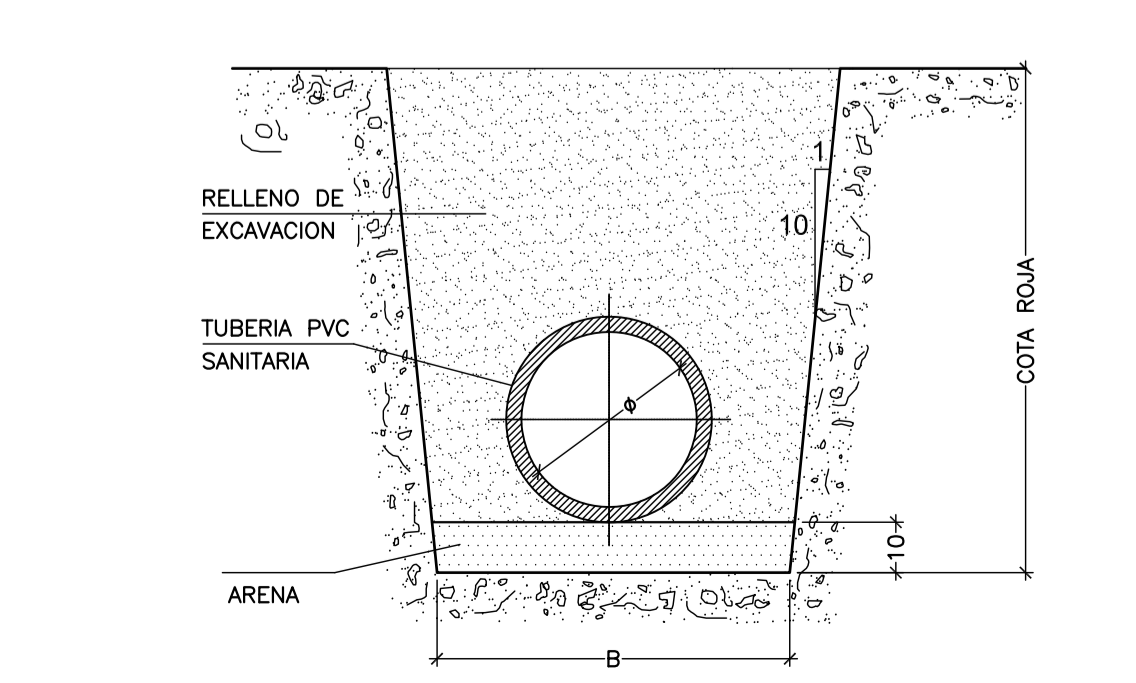 1
RELLENO DE
EXCAVACION
10
COTA ROJA
TUBERIA PVC
SANITARIA
ϕ
10
ARENA
B